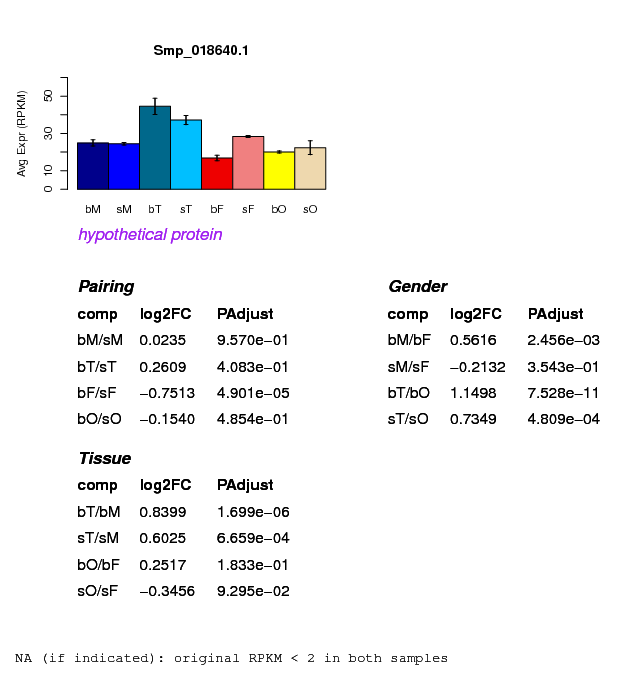 Smp_018640.1
Avg Expr (RPKM)
50
30
10
0
bM sM bT sT bF sF bO sO
hypothetical protein
Pairing
comp log2FC PAdjust
bM/sM 0.0235 9.570e−01
bT/sT 0.2609 4.083e−01
bF/sF −0.7513 4.901e−05
bO/sO −0.1540 4.854e−01
Gender
comp log2FC PAdjust
bM/bF 0.5616 2.456e−03
sM/sF −0.2132 3.543e−01
bT/bO 1.1498 7.528e−11
sT/sO 0.7349 4.809e−04
Tissue
comp log2FC PAdjust
bT/bM 0.8399 1.699e−06
sT/sM 0.6025 6.659e−04
bO/bF 0.2517 1.833e−01
sO/sF −0.3456 9.295e−02
NA (if indicated): original RPKM < 2 in both samples